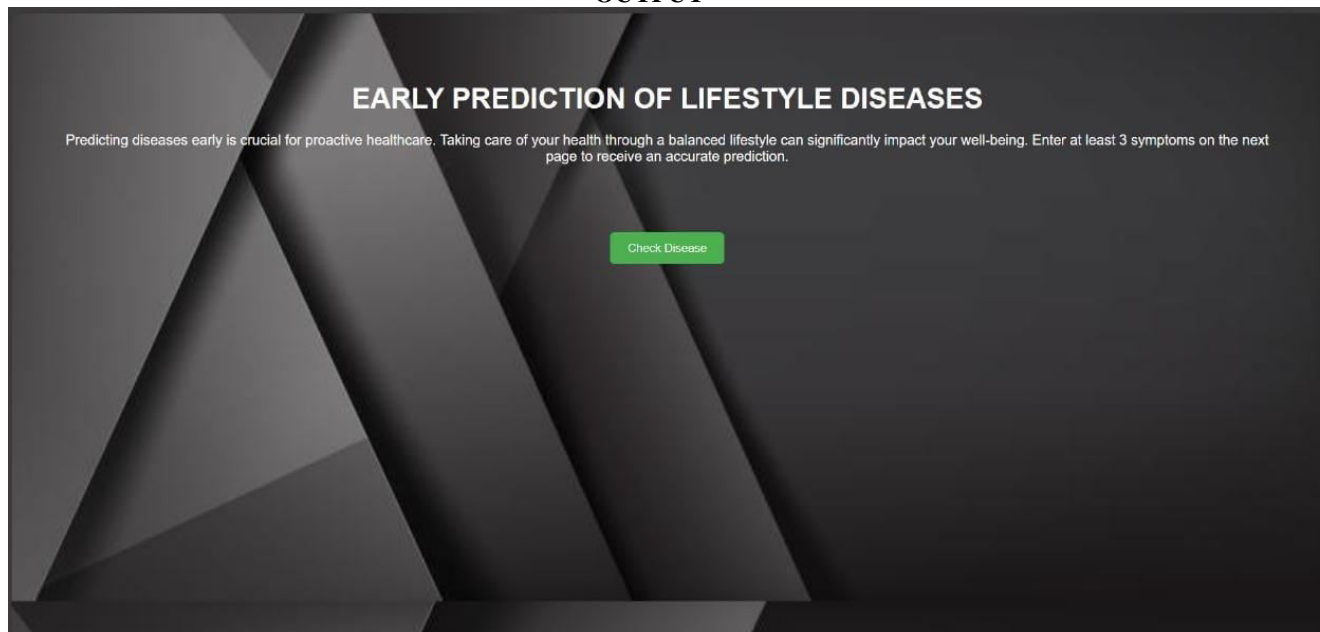 EARLY PREDICTION OF LIFESTYLE DISEASES
Predicting diseases early is crucial for proactive healthcare. Taking care of your health through a balanced lifestyle can significantly impact your well-being. Enter at least 3 symptoms on the next
page to receive an accurate prediction.
Check Disease